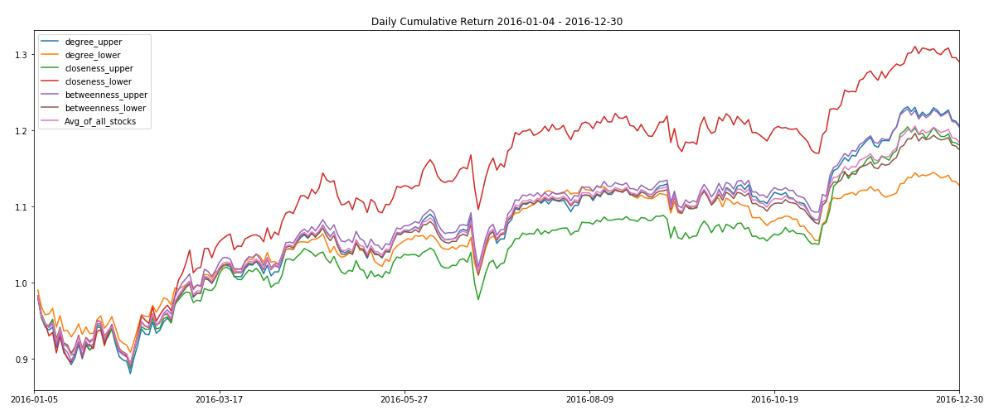 Daily Cumulative Return 2016-01-04 - 2016-12-30
degree_upper
degree_lower
closeness_upper
closeness_lower
betweenness_upper
betweenness_lower
Avg_of_all_stocks
1.3
1.2
1.1
1.0
0.9
2016-01-05 2016-03-17 2016-05-27 2016-08-09 2016-10-19 2016-12-30